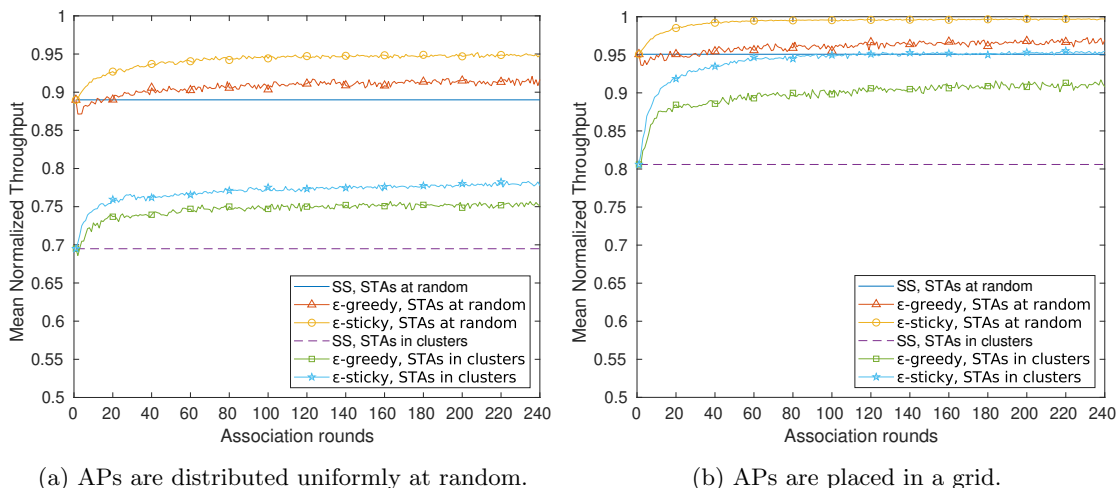 Mean Normalized Throughput
1
0.95
0.9
0.85
0.8
0.75
0.7
0.65
0.6
0.55
0.5
0 20 40 60 80 100 120 140 160 180 200 220 240
Association rounds
SS, STAs at random
ε-greedy, STAs at random
ε-sticky, STAs at random
SS, STAs in clusters
ε-greedy, STAs in clusters
ε-sticky, STAs in clusters
(a) APs are distributed uniformly at random.
Mean Normalized Throughput
1
0.95
0.9
0.85
0.8
0.75
0.7
0.65
0.6
0.55
0.5
0 20 40 60 80 100 120 140 160 180 200 220 240
Association rounds
SS, STAs at random
ε-greedy, STAs at random
ε-sticky, STAs at random
SS, STAs in clusters
ε-greedy, STAs in clusters
ε-sticky, STAs in clusters
(b) APs are placed in a grid.